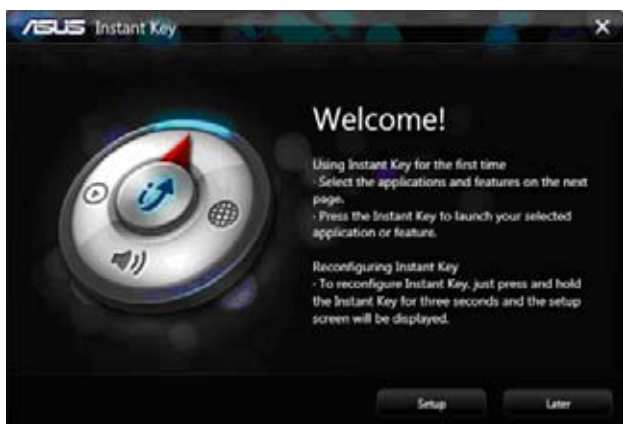 ASUS Instant Key
Welcome!
Using Instant Key for the first time
· Select the applications and features on the next
page.
· Press the Instant Key to launch your selected
application or feature.
Reconfiguring Instant Key
· To reconfigure Instant Key, just press and hold
the Instant Key for three seconds and the setup
screen will be displayed.
Setup
Later